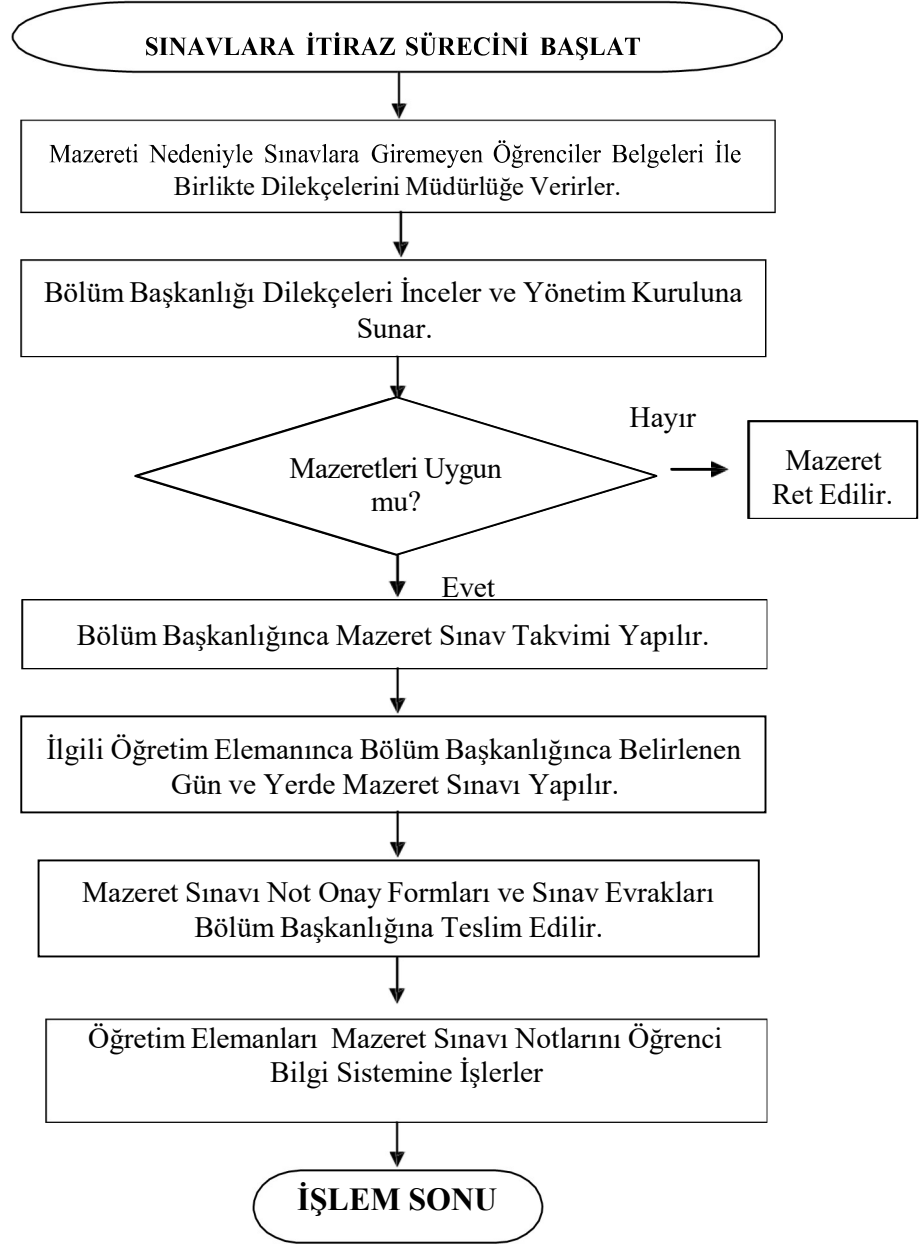 SINAVLARA İTİRAZ SÜRECİNİ BAŞLAT
Mazereti Nedeniyle Sınavlara Giremeyen Öğrenciler Belgeleri İle
Birlikte Dilekçelerini Müdürlüğe Verirler.
Bölüm Başkanlığı Dilekçeleri İnceler ve Yönetim Kuruluna
Sunar.
Hayır
Mazeretleri Uygun
mu?
Mazeret
Ret Edilir.
Evet
Bölüm Başkanlığınca Mazeret Sınav Takvimi Yapılır.
İlgili Öğretim Elemanınca Bölüm Başkanlığınca Belirlenen
Gün ve Yerde Mazeret Sınavı Yapılır.
Mazeret Sınavı Not Onay Formları ve Sınav Evrakları
Bölüm Başkanlığına Teslim Edilir.
Öğretim Elemanları Mazeret Sınavı Notlarını Öğrenci
Bilgi Sistemine İşlerler
İŞLEM SONU